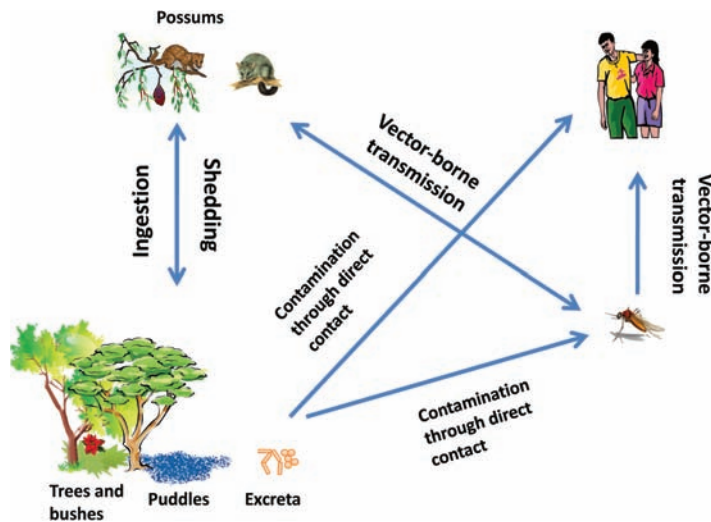 Possums
Ingestion
Shedding
Vector-borne
transmission
Vector-borne
transmission
Contamination
through direct
contact
Contamination
through direct
contact
Trees and
bushes
Puddles
Excreta